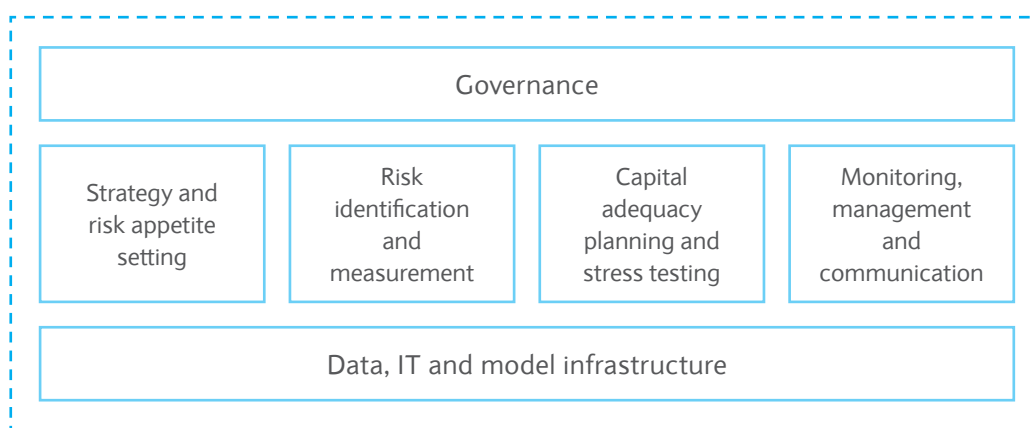 Governance
Strategy and
risk appetite
setting
Risk
identification
and
measurement
Capital
adequacy
planning and
stress testing
Monitoring,
management
and
communication
Data, IT and model infrastructure